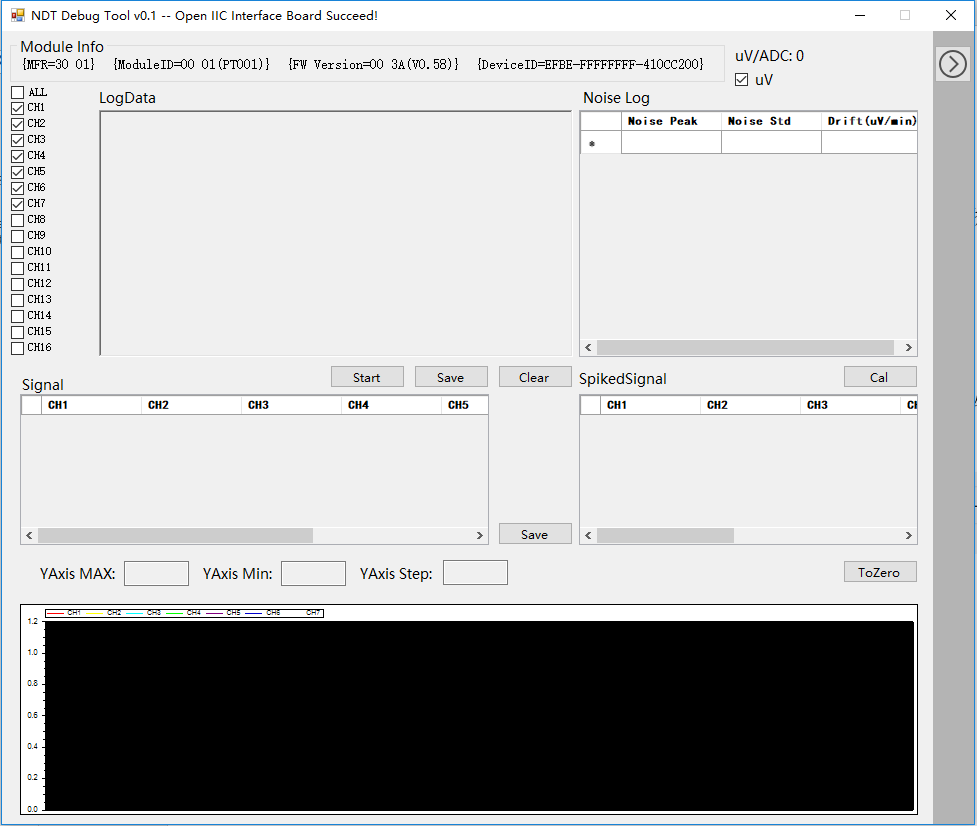 NDT Debug Tool v0.1 -- Open IIC Interface Board Succeed!
Module Info
{MFR=30 01} {ModuleID=00 01(PT001)} {FW Version=00 3A(V0.58)} {DeviceID=EFBE-FFFFFFFF-410CC200}
uV/ADC: 0
uV
ALL
CH1
CH2
CH3
CH4
CH5
CH6
CH7
CH8
CH9
CH10
CH11
CH12
CH13
CH14
CH15
CH16
LogData
Noise Log
Noise Peak Noise Std Drift(uV/min)
Start Save Clear
Signal
CH1 CH2 CH3 CH4 CH5
SpikedSignal
Cal
CH1 CH2 CH3
Save
YAxis MAX: YAxis Min: YAxis Step:
ToZero
CH1 CH2 CH3 CH4 CH5 CH6 CH7
1.2
1.0
0.8
0.6
0.4
0.2
0.0